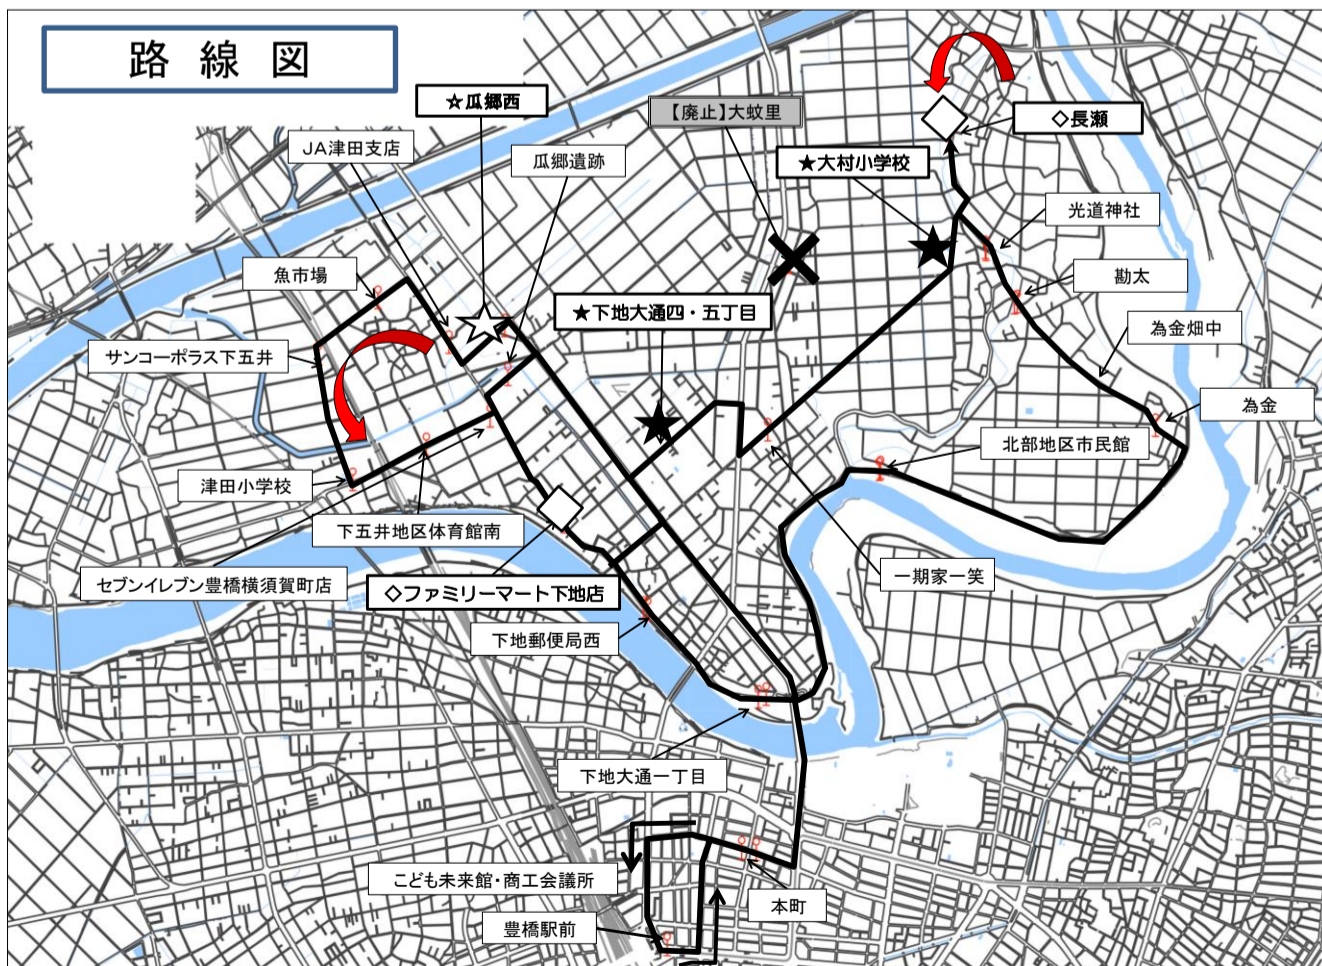 路線図
☆瓜郷西
【廃止】大蚊里
◇長瀬
JA津田支店
瓜郷遺跡
★大村小学校
光道神社
魚市場
勘太
★下地大通四・五丁目
為金畑中
サンコーポラス下五井
為金
北部地区市民館
津田小学校
下五井地区体育館南
セブンイレブン豊橋横須賀町店
◇ファミリーマート下地店
一期家一笑
下地郵便局西
下地大通一丁目
こども未来館・商工会議所
本町
豊橋駅前